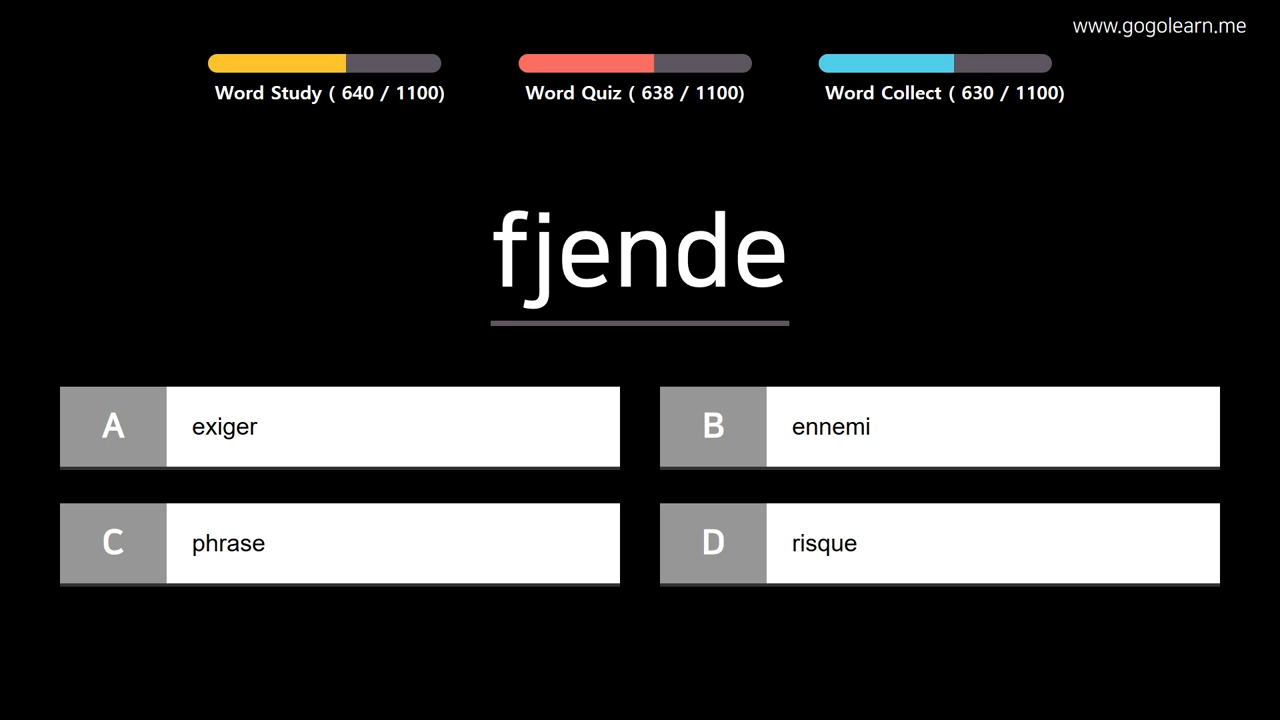 www.gogolearn.me
Word Study ( 640 / 1100)
Word Quiz ( 638 / 1100)
Word Collect ( 630 / 1100)
fjende
A exiger
B ennemi
C phrase
D risque